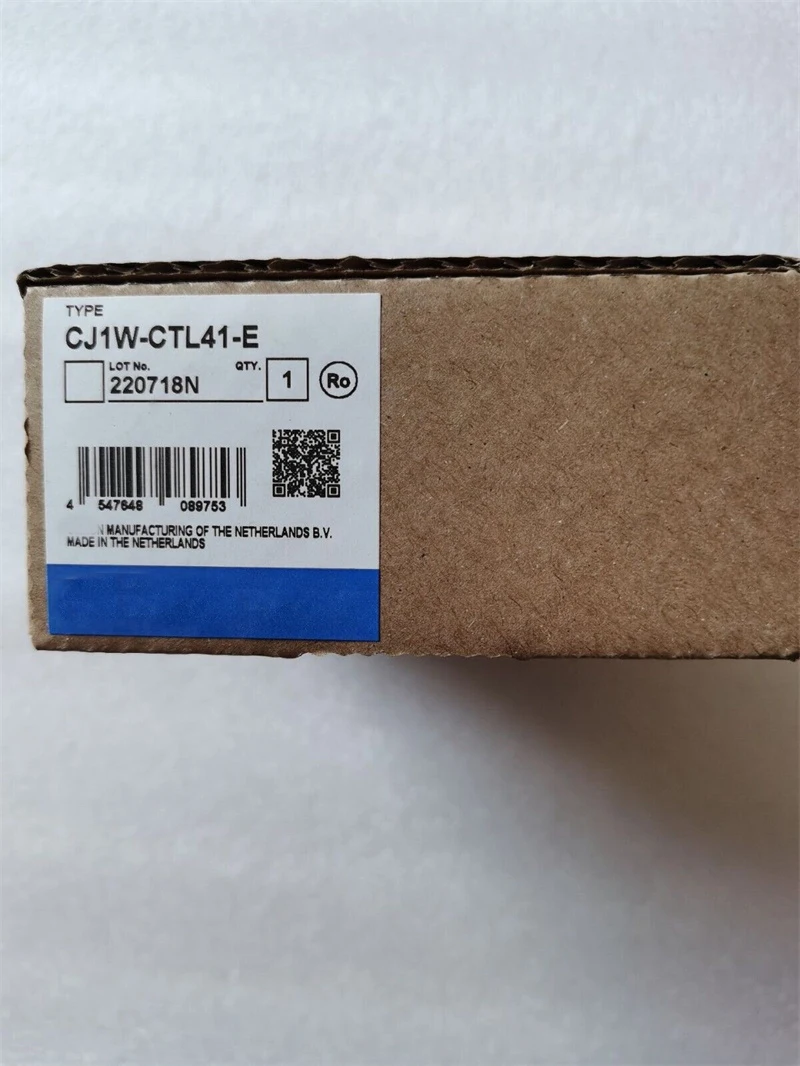 TYPE
CJ1W-CTL41-E
LOT No. QTY.
220718N 1 Ro
4 547648 089753
N MANUFACTURING OF THE NETHERLANDS B.V.
MADE IN THE NETHERLANDS